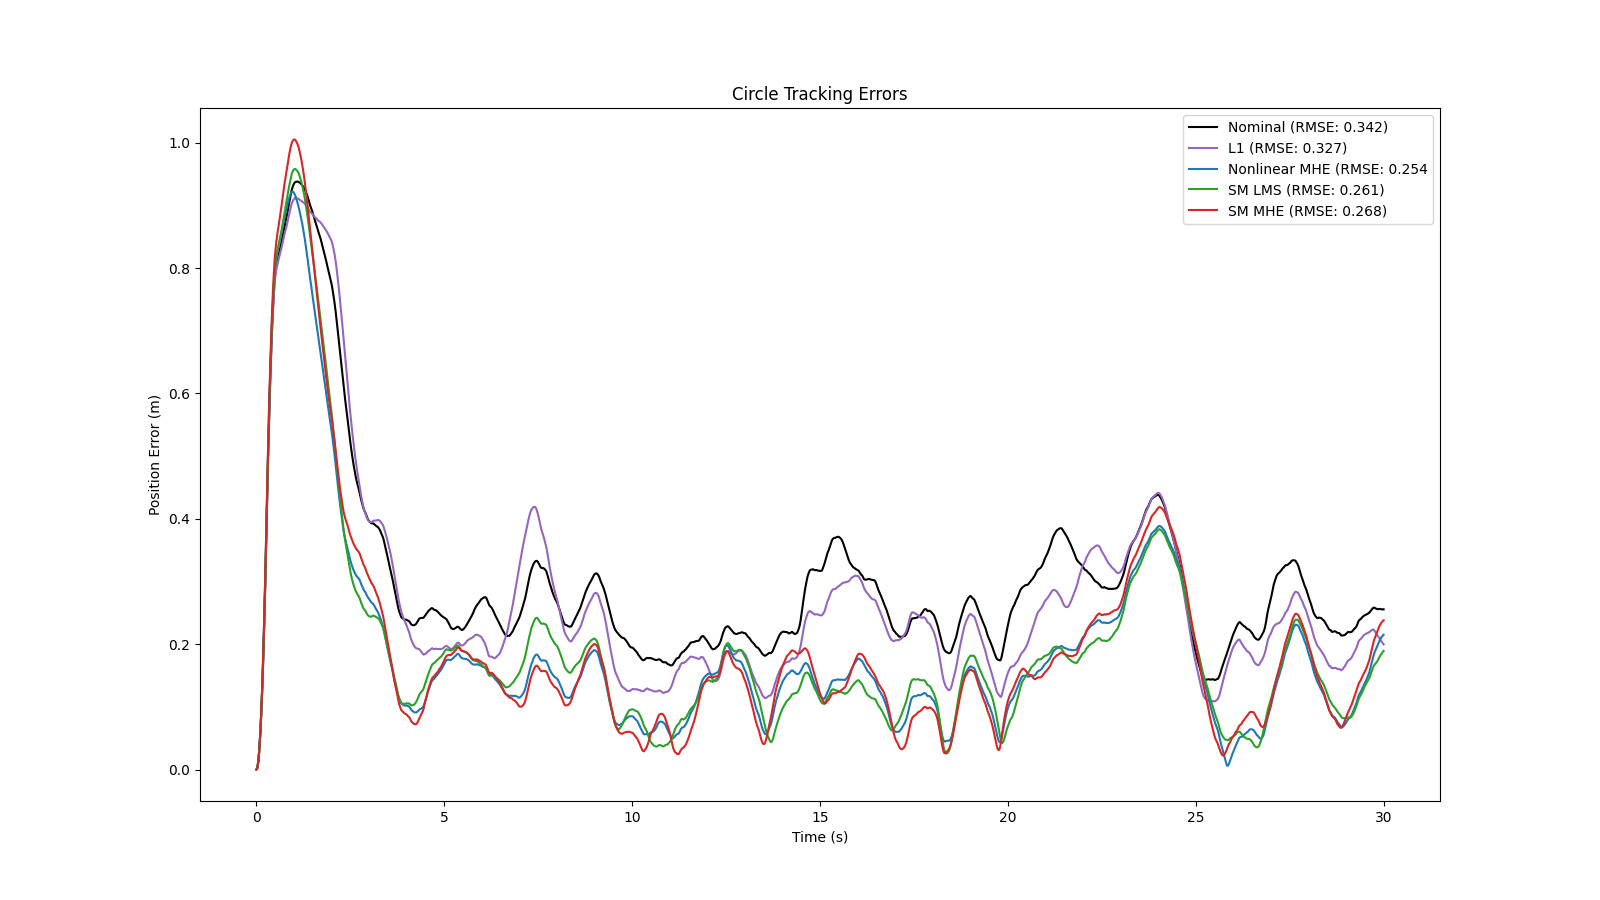 Circle Tracking Errors
Nominal (RMSE: 0.342)
L1 (RMSE: 0.327)
Nonlinear MHE (RMSE: 0.254
SM LMS (RMSE: 0.261)
SM MHE (RMSE: 0.268)
Position Error (m)
1.0
0.8
0.6
0.4
0.2
0.0
0 5 10 15 20 25 30
Time (s)